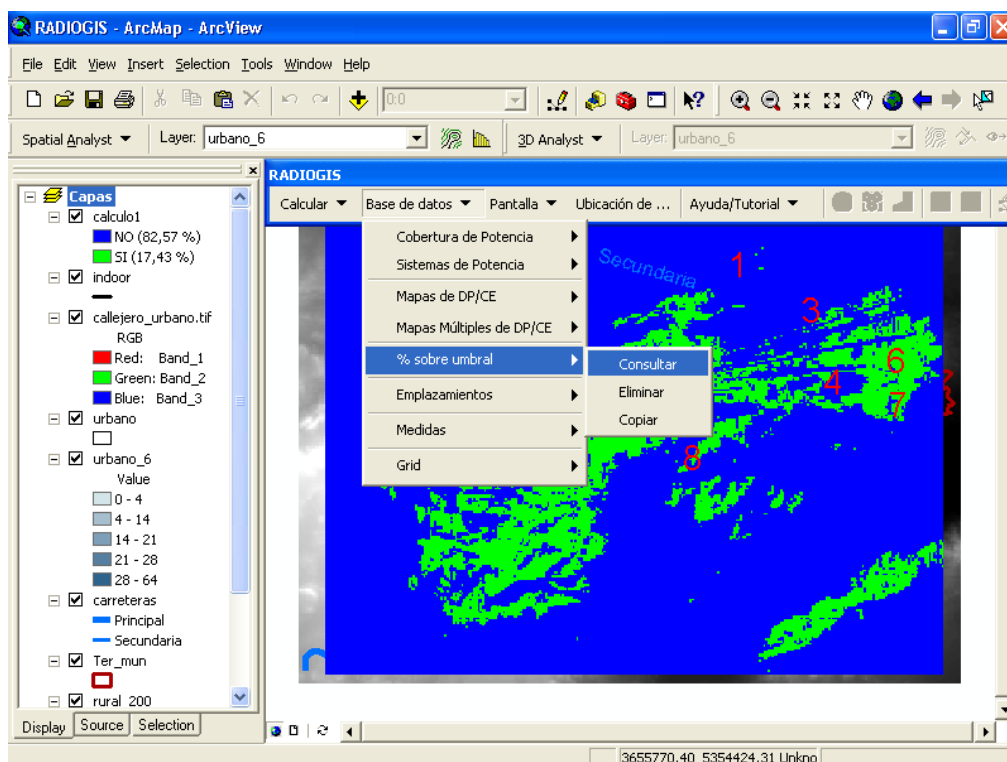 RADIOGIS - ArcMap - ArcView
File Edit View Insert Selection Tools Window Help
0:0
Spatial Analyst Layer: urbano_6 3D Analyst Layer: urbano_6
RADIOGIS
Calcular Base de datos Pantalla Ubicación de ... Ayuda/Tutorial
Capas
calculo1
NO (82,57 %)
SI (17,43 %)
indoor
callejero_urbano.tif
RGB
Red: Band_1
Green: Band_2
Blue: Band_3
urbano
urbano_6
Value
0 - 4
4 - 14
14 - 21
21 - 28
28 - 64
carreteras
Principal
Secundaria
Ter_mun
rural 200
Display Source Selection
Cobertura de Potencia
Sistemas de Potencia
Mapas de DP/CE
Mapas Múltiples de DP/CE
% sobre umbral
Emplazamientos
Medidas
Grid
Consultar
Eliminar
Copiar
Secundaria
1
3
6
4
7
8
3655770.40 5354424.31 Unkno